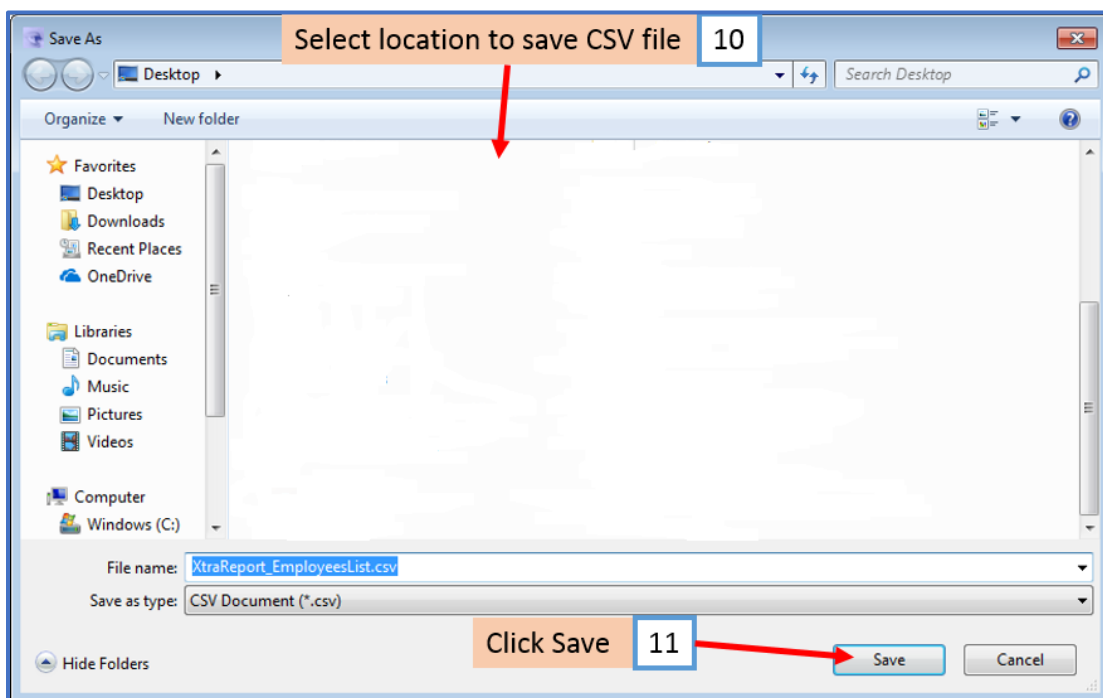 Save As
Select location to save CSV file 10
Desktop
Search Desktop
Organize New folder
Favorites
Desktop
Downloads
Recent Places
OneDrive
Libraries
Documents
Music
Pictures
Videos
Computer
Windows (C:)
File name: XtraReport_EmployeesList.csv
Save as type: CSV Document (*.csv)
Click Save 11
Hide Folders
Save Cancel